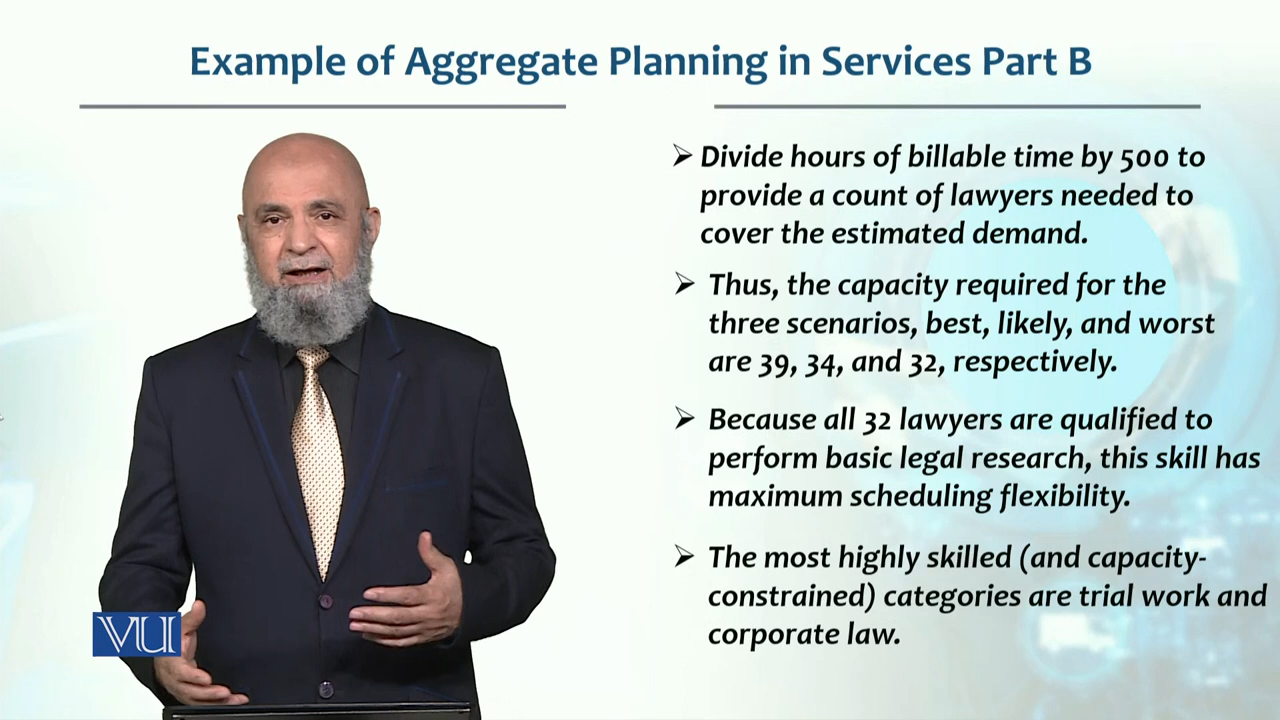 Example of Aggregate Planning in Services Part B
➢ Divide hours of billable time by 500 to
provide a count of lawyers needed to
cover the estimated demand.
➢ Thus, the capacity required for the
three scenarios, best, likely, and worst
are 39, 34, and 32, respectively.
➢ Because all 32 lawyers are qualified to
perform basic legal research, this skill has
maximum scheduling flexibility.
➢ The most highly skilled (and capacity-
constrained) categories are trial work and
corporate law.
VU